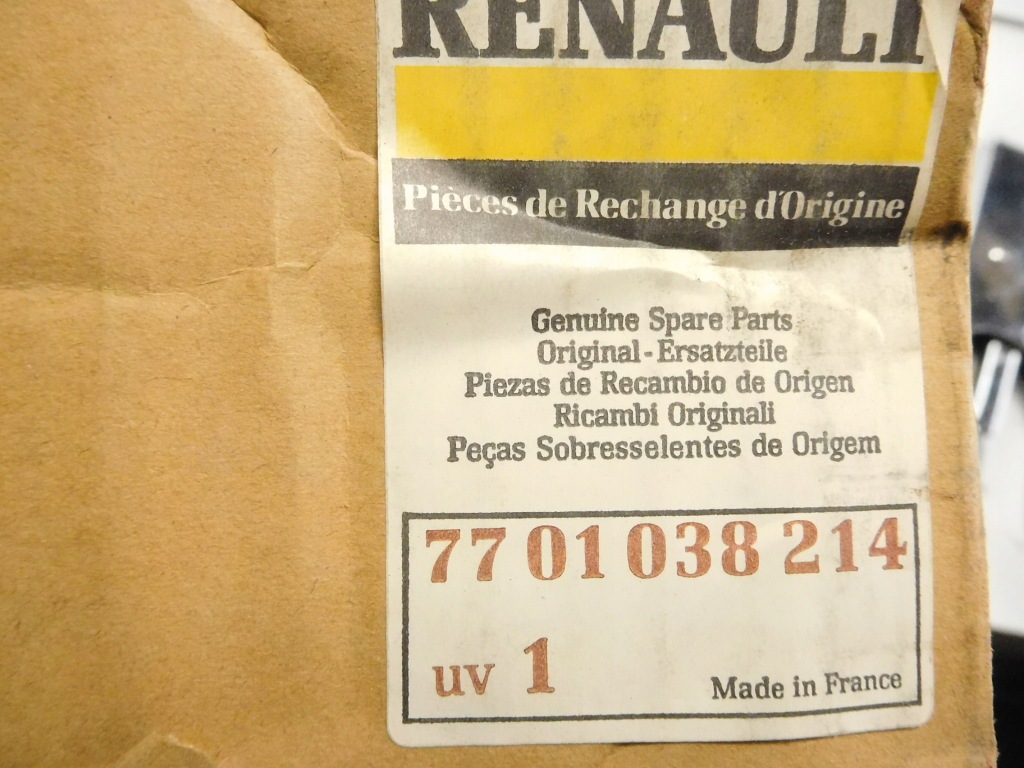 RENAULT
Pièces de Rechange d'Origine
Genuine Spare Parts
Original-Ersatzteile
Piezas de Recambio de Origen
Ricambi Originali
Peças Sobresselentes de Origem
77 01 038 214
uv 1
Made in France